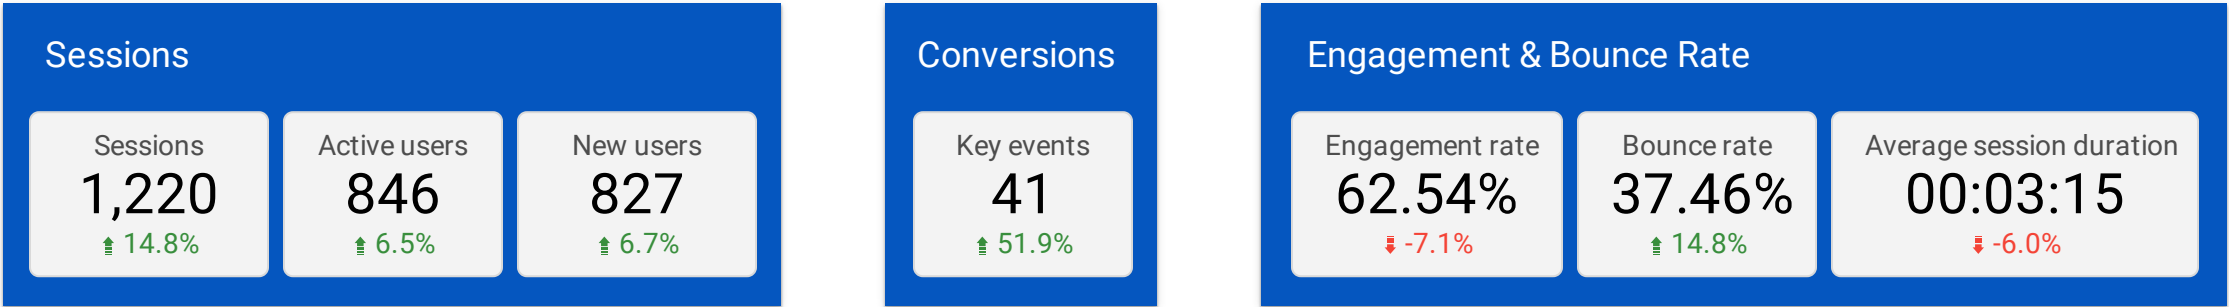 Sessions
Sessions
1,220
14.8%
Active users
846
6.5%
New users
827
6.7%
Conversions
Key events
41
51.9%
Engagement & Bounce Rate
Engagement rate
62.54%
-7.1%
Bounce rate
37.46%
14.8%
Average session duration
00:03:15
-6.0%